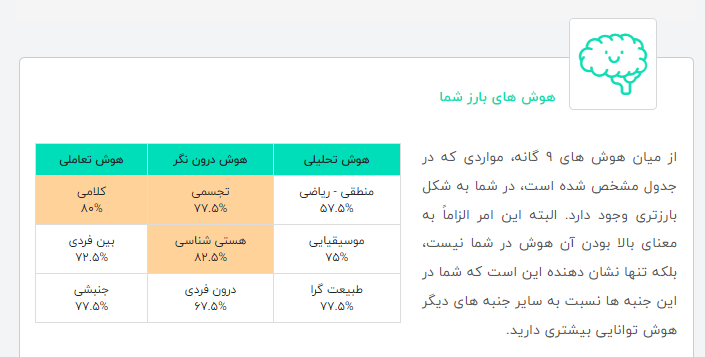 هوش های بارز شما
از میان هوش های ۹ گانه، مواردی که در
جدول مشخص شده است، در شما به شکل
بارزتری وجود دارد. البته این امر الزاماً به
معنای بالا بودن آن هوش در شما نیست،
بلکه تنها نشان دهنده این است که شما در
این جنبه ها نسبت به سایر جنبه های دیگر
هوش توانایی بیشتری دارید.
هوش تحلیلی هوش درون نگر هوش تعاملی
منطقی - ریاضی تجسمی کلامی
۵۷.۵% ۷۷.۵% ۸۰%
موسیقیایی هستی شناسی بین فردی
۷۵% ۸۲.۵% ۷۲.۵%
طبیعت گرا درون فردی جنبشی
۷۷.۵% ۶۷.۵% ۷۷.۵%